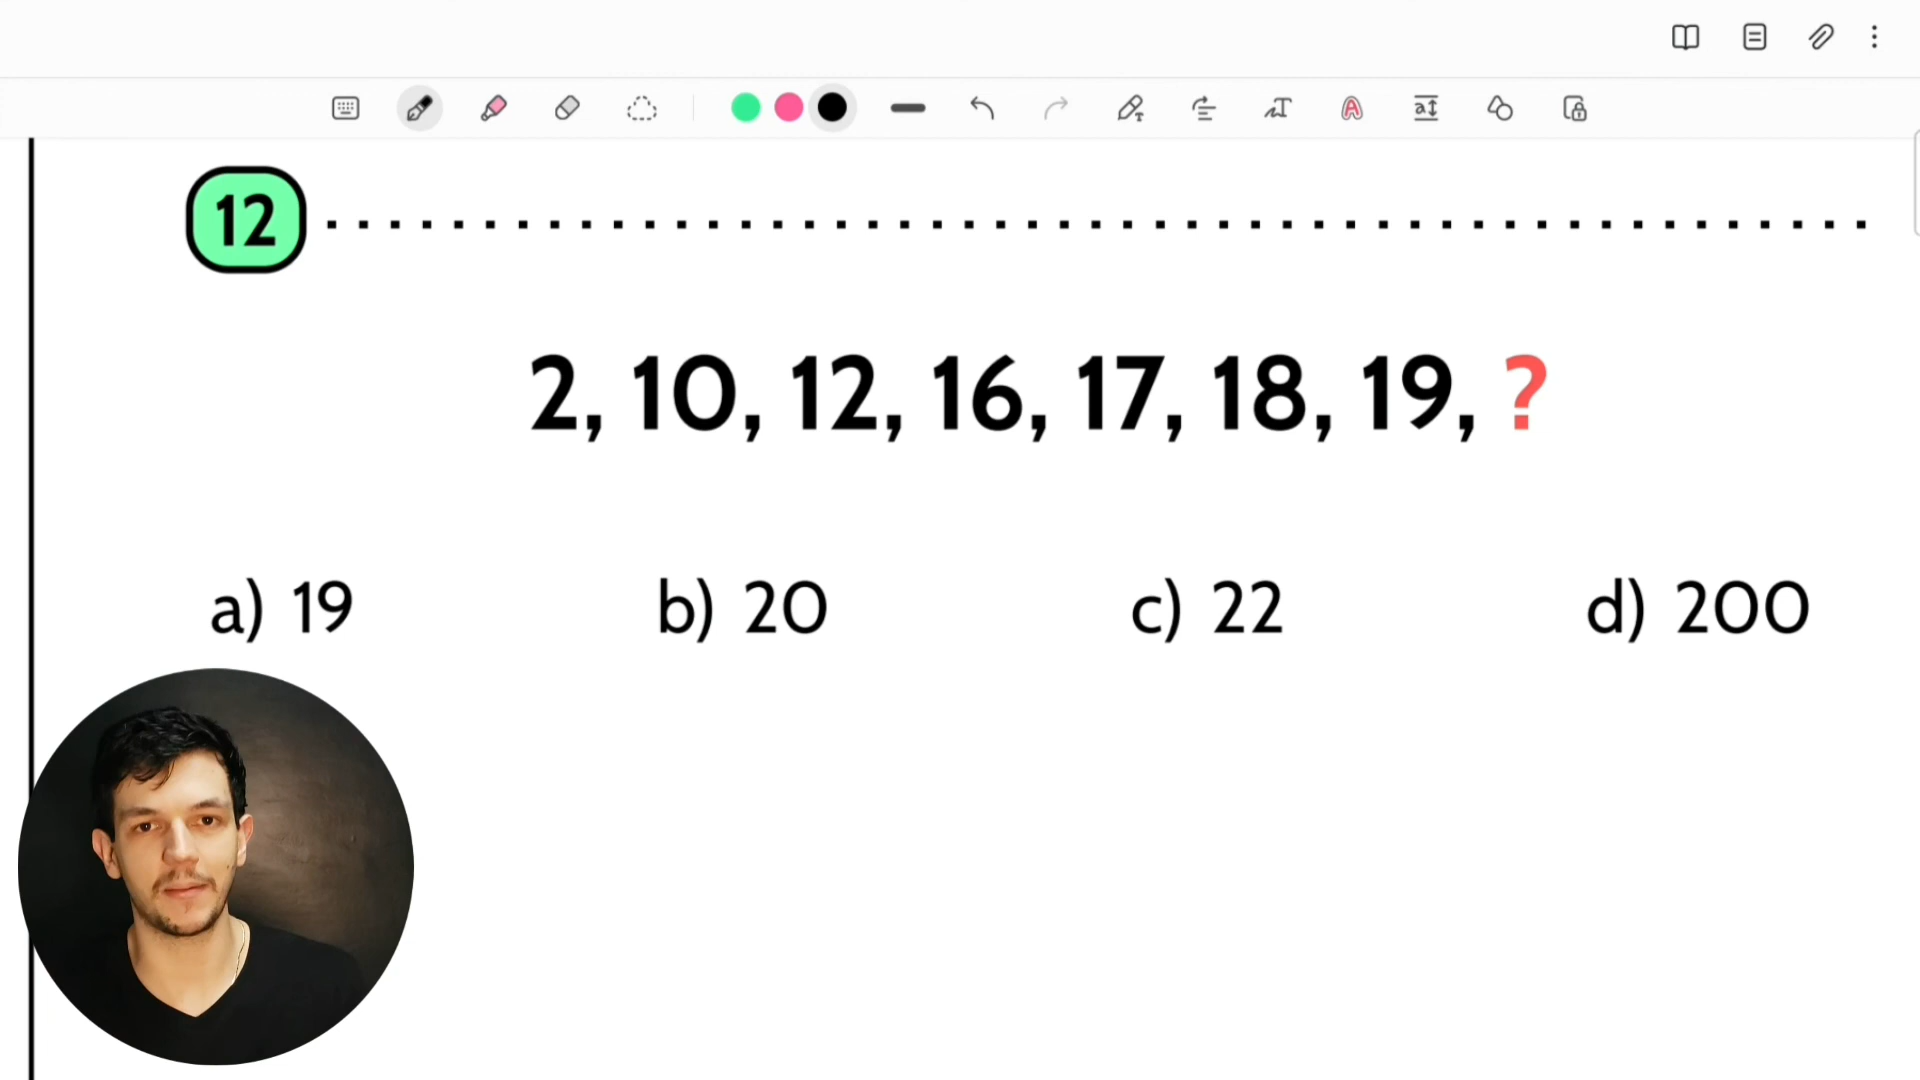 12
2, 10, 12, 16, 17, 18, 19, ?
a) 19 b) 20 c) 22 d) 200